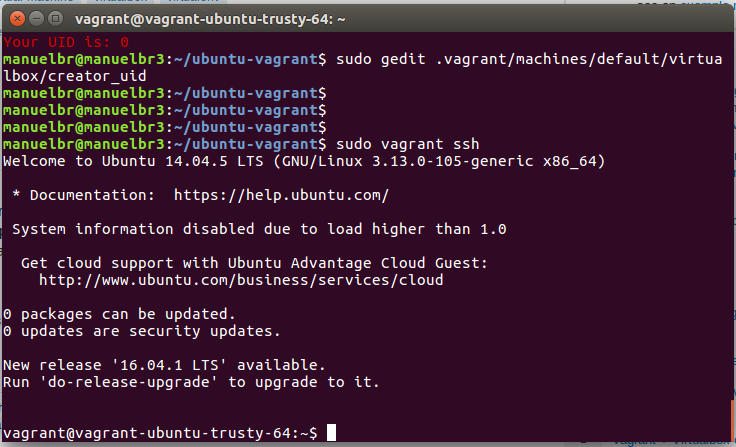 vagrant@vagrant-ubuntu-trusty-64: ~
Your UID is: 0
manuelbr@manuelbr3:~/ubuntu-vagrant$ sudo gedit .vagrant/machines/default/virtua
lbox/creator_uid
manuelbr@manuelbr3:~/ubuntu-vagrant$
manuelbr@manuelbr3:~/ubuntu-vagrant$
manuelbr@manuelbr3:~/ubuntu-vagrant$
manuelbr@manuelbr3:~/ubuntu-vagrant$ sudo vagrant ssh
Welcome to Ubuntu 14.04.5 LTS (GNU/Linux 3.13.0-105-generic x86_64)
* Documentation:  https://help.ubuntu.com/
System information disabled due to load higher than 1.0
Get cloud support with Ubuntu Advantage Cloud Guest:
http://www.ubuntu.com/business/services/cloud
0 packages can be updated.
0 updates are security updates.
New release '16.04.1 LTS' available.
Run 'do-release-upgrade' to upgrade to it.
vagrant@vagrant-ubuntu-trusty-64:~$